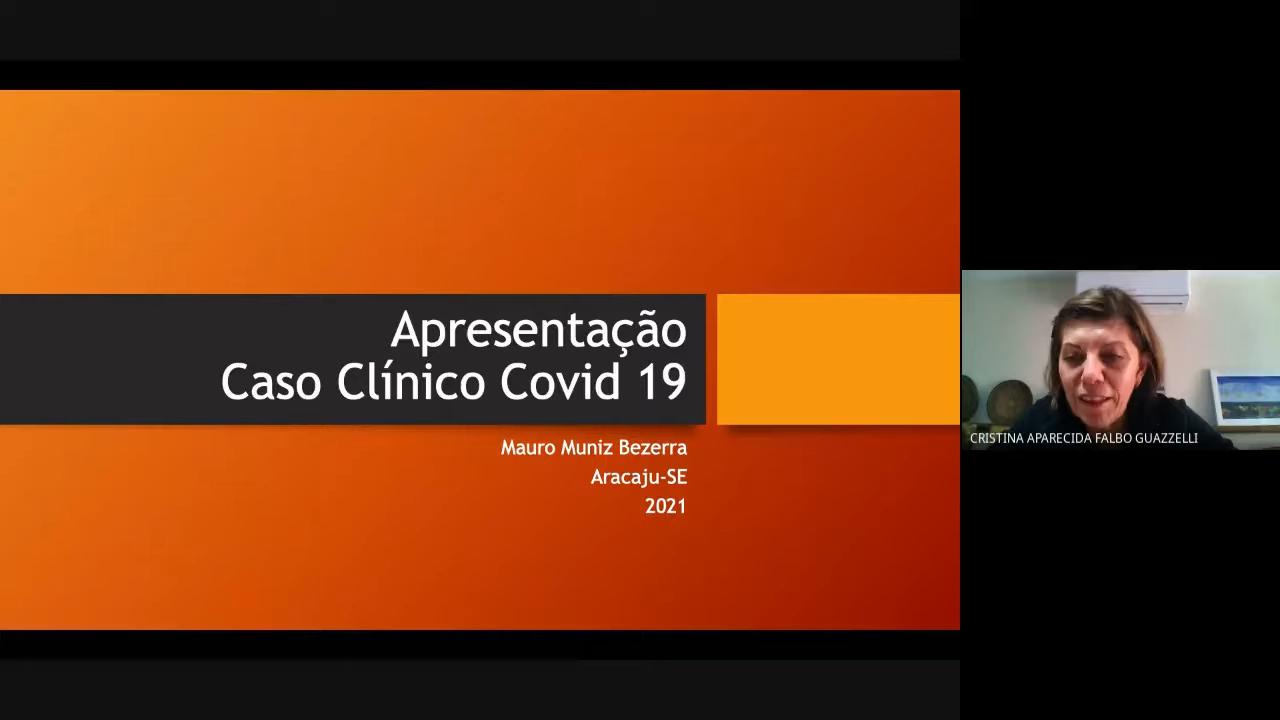 Apresentação
Caso Clínico Covid 19
Mauro Muniz Bezerra
Aracaju-SE
2021
CRISTINA APARECIDA FALBO GUAZZELLI